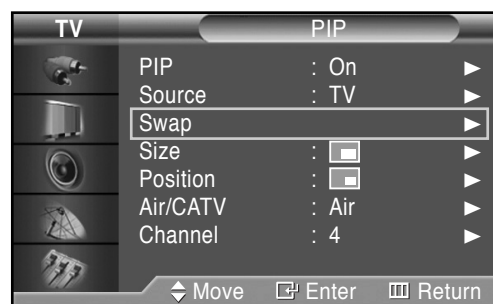 TV PIP
PIP : On
Source : TV
Swap
Size :
Position :
Air/CATV : Air
Channel : 4
Move Enter Return